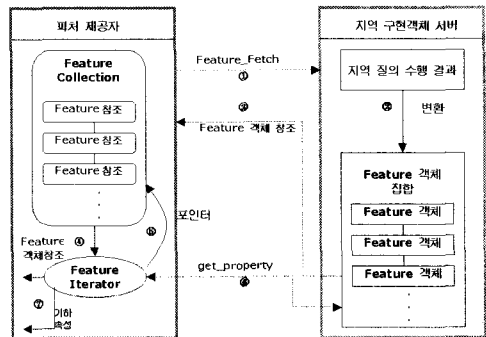 피쳐 제공자
Feature
Collection
Feature 참조
Feature 참조
Feature 참조
Feature
객체참조
④
⑤
포인터
Feature
Iterator
⑦
기하
속성
Feature_Fetch
①
Feature 객체 참조
get_property
⑥
지역 구현객체 서버
지역 질의 수행 결과
②
변환
Feature 객체
집합
Feature 객체
Feature 객체
Feature 객체